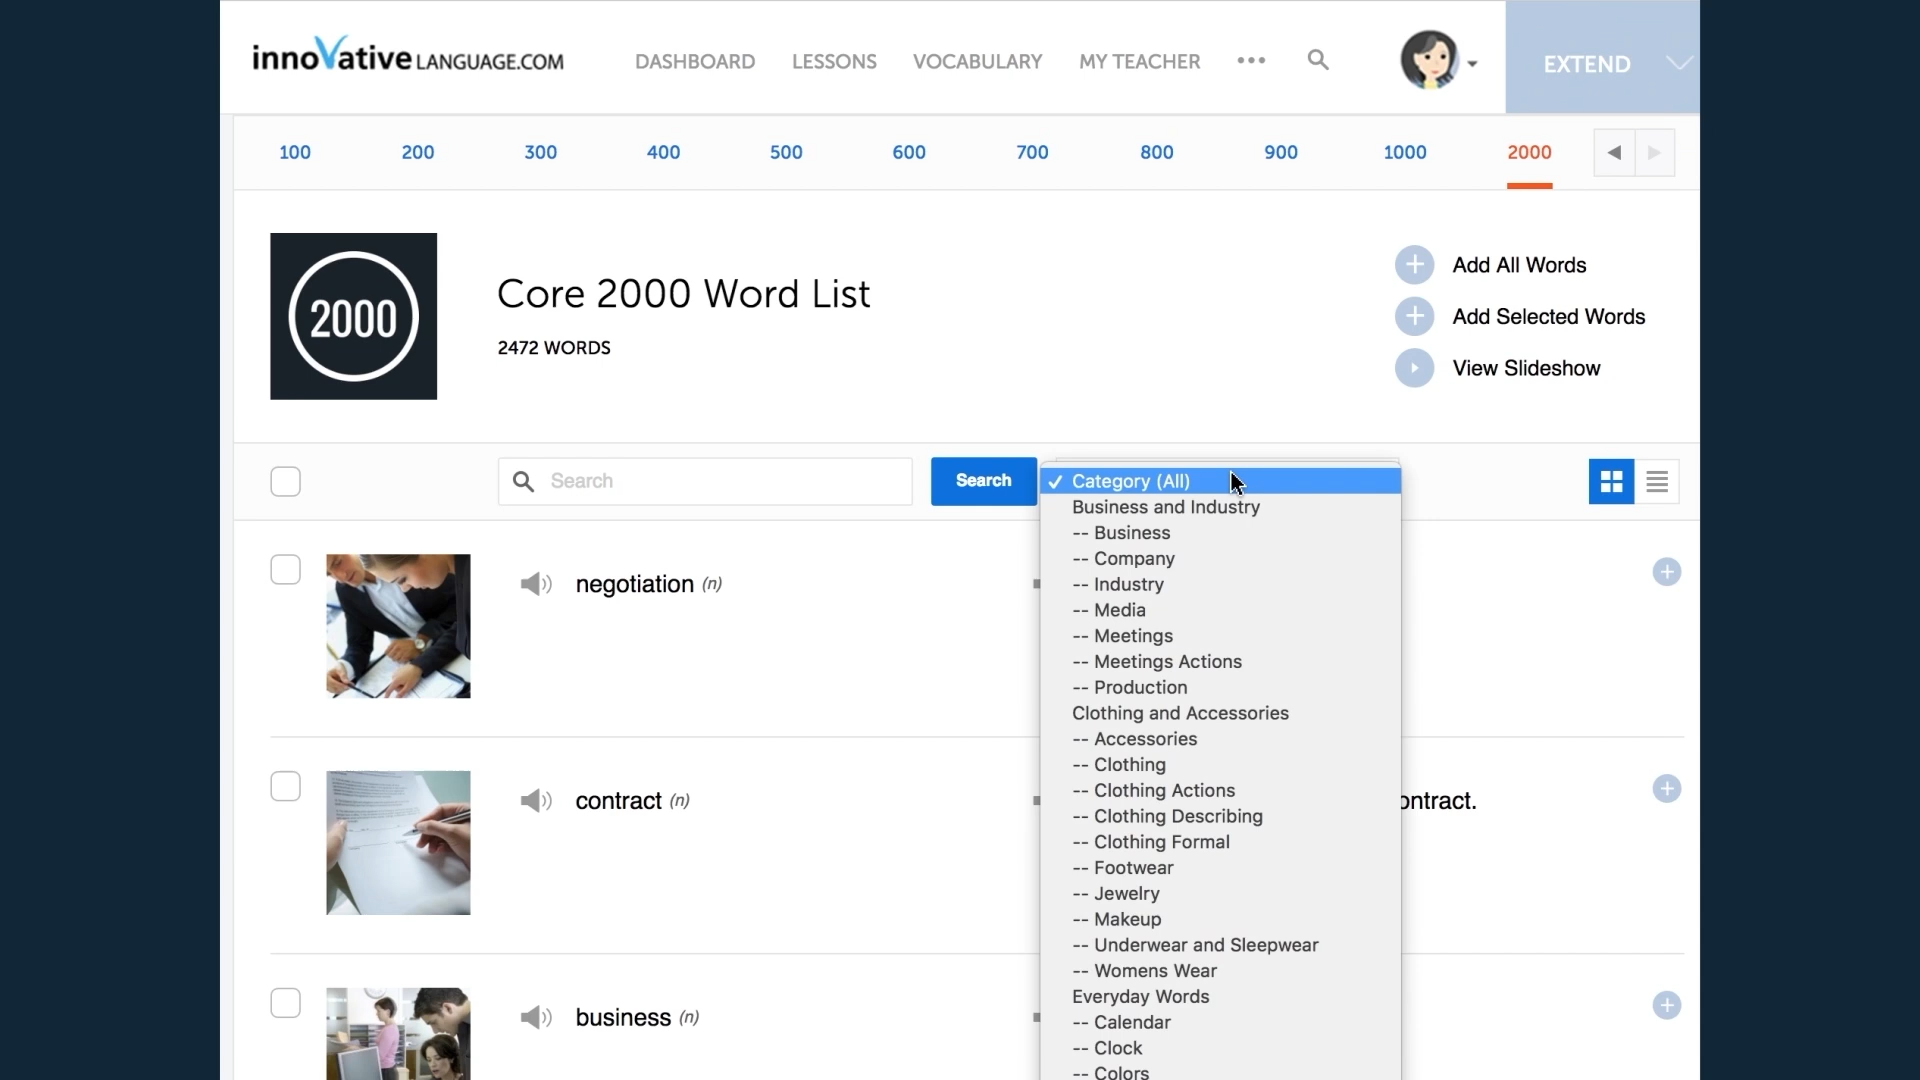 innoVative LANGUAGE.COM
DASHBOARD LESSONS VOCABULARY MY TEACHER ••• EXTEND
100 200 300 400 500 600 700 800 900 1000 2000
2000
Core 2000 Word List
2472 WORDS
Add All Words
Add Selected Words
View Slideshow
Search Search ✓ Category (All)
Business and Industry
-- Business
-- Company
-- Industry
-- Media
-- Meetings
-- Meetings Actions
-- Production
Clothing and Accessories
-- Accessories
-- Clothing
-- Clothing Actions
-- Clothing Describing
-- Clothing Formal
-- Footwear
-- Jewelry
-- Makeup
-- Underwear and Sleepwear
-- Womens Wear
Everyday Words
-- Calendar
-- Clock
-- Colors
negotiation (n)
contract (n)
ontract.
business (n)